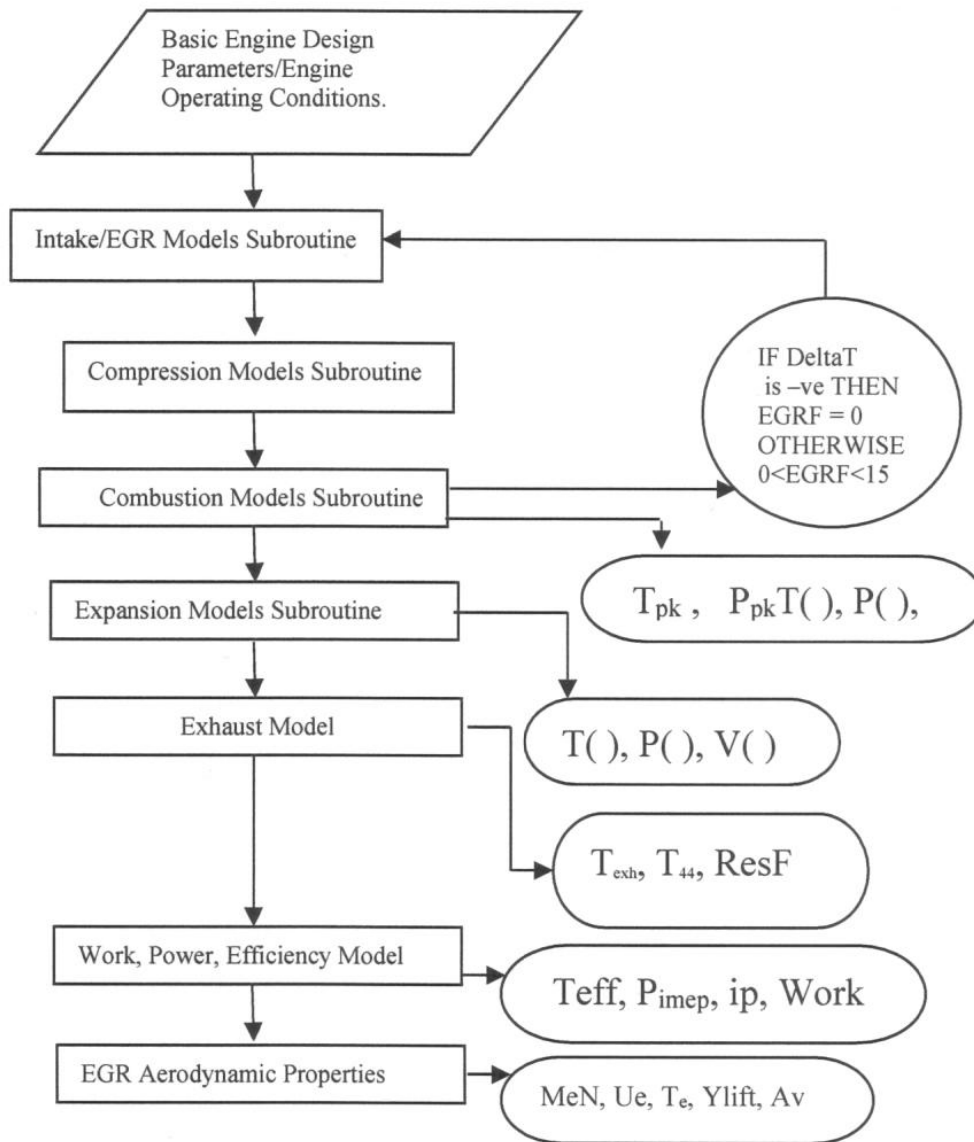 Basic Engine Design
Parameters/Engine
Operating Conditions.
Intake/EGR Models Subroutine
Compression Models Subroutine
IF DeltaT
is –ve THEN
EGRF = 0
OTHERWISE
0<EGRF<15
Combustion Models Subroutine
Tpk , PpkT( ), P( ),
Expansion Models Subroutine
T( ), P( ), V( )
Exhaust Model
Texh, T44, ResF
Work, Power, Efficiency Model
Teff, Pimep, ip, Work
EGR Aerodynamic Properties
MeN, Ue, Te, Ylift, Av